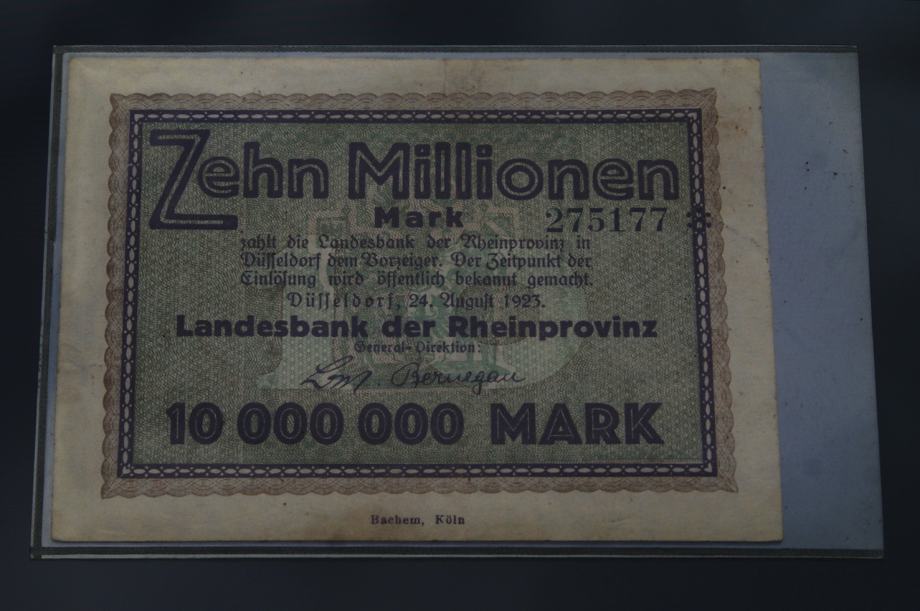 Zehn Millionen
Mark 275177 *
zahlt die Landesbank der Rheinprovinz in
Düsseldorf dem Vorzeiger. Der Zeitpunkt der
Einlösung wird öffentlich bekannt gemacht.
Düsseldorf, 24. August 1923.
Landesbank der Rheinprovinz
General-Direktion:
Bernegau
10 000 000 MARK
Bachem, Köln